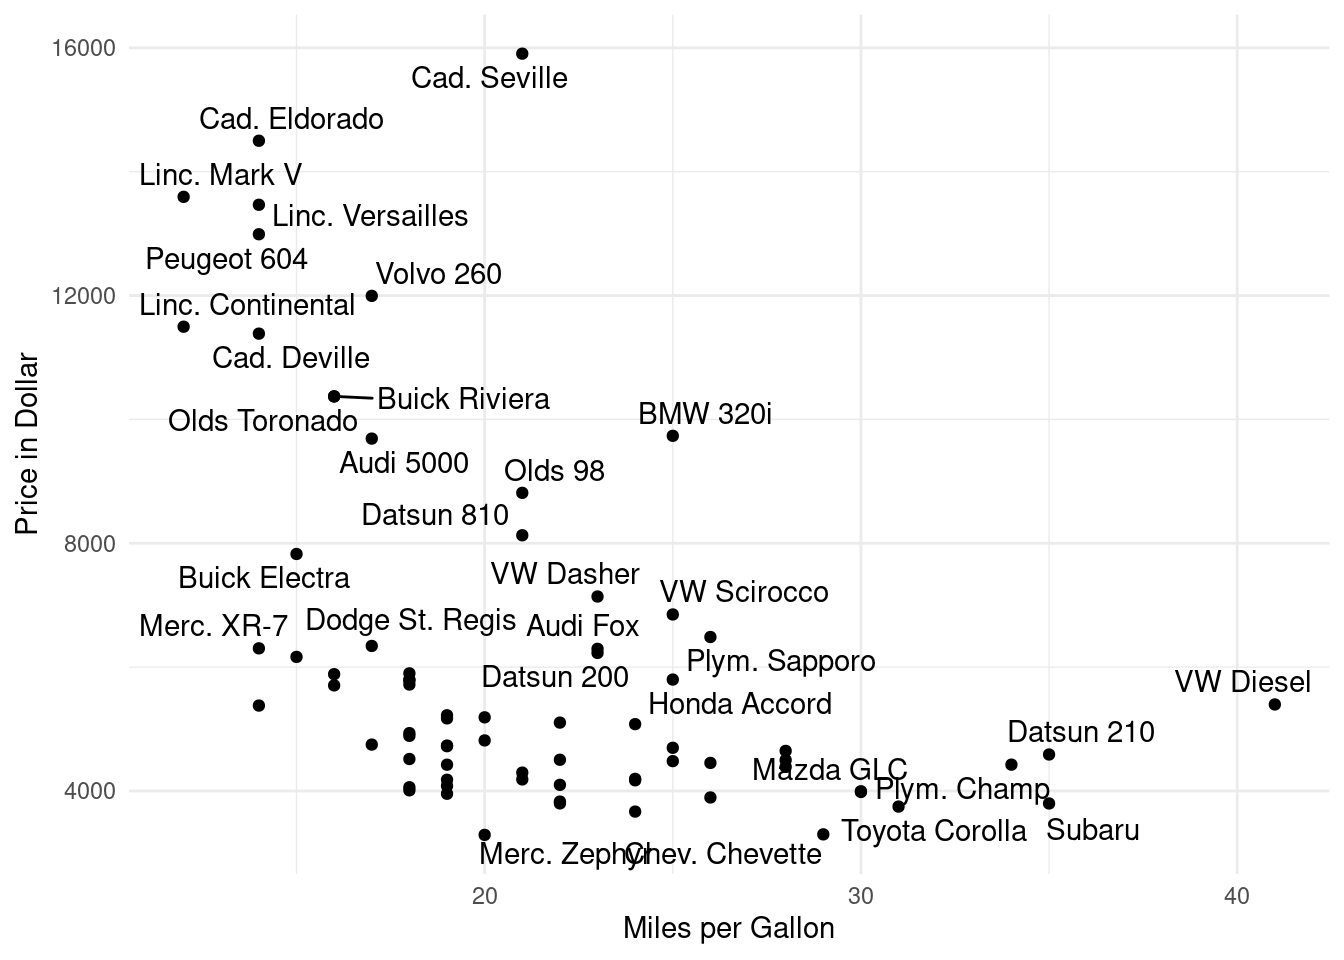 16000
Cad. Seville
Cad. Eldorado
Linc. Mark V
Linc. Versailles
Peugeot 604
Volvo 260
12000
Linc. Continental
Cad. Deville
Buick Riviera
BMW 320i
Olds Toronado
Audi 5000
Olds 98
Datsun 810
8000
Buick Electra
VW Dasher
VW Scirocco
Merc. XR-7
Dodge St. Regis
Audi Fox
Plym. Sapporo
Datsun 200
VW Diesel
Honda Accord
Datsun 210
Mazda GLC
Plym. Champ
4000
Toyota Corolla
Subaru
Merc. Zephyr
Chev. Chevette
20
30
40
Miles per Gallon
Price in Dollar